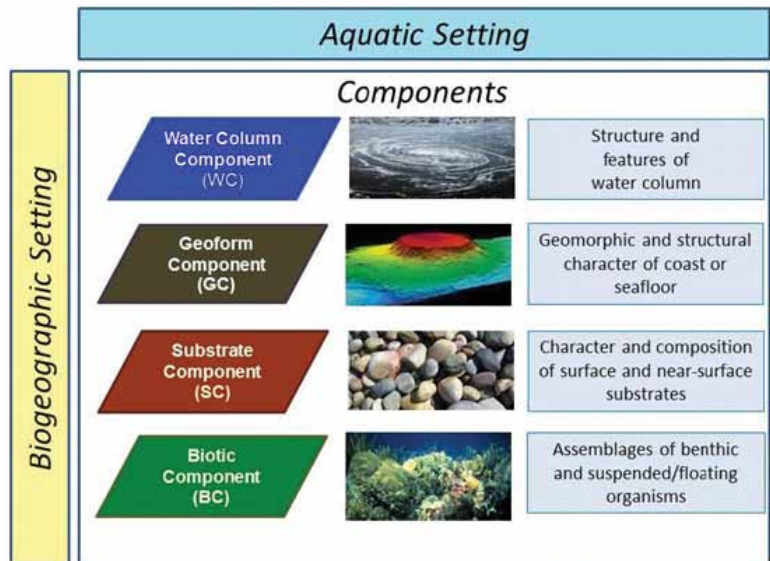 Aquatic Setting
Biogeographic Setting
Components
Water Column
Component
(WC)
Structure and
features of
water column
Geoform
Component
(GC)
Geomorphic and structural
character of coast or
seafloor
Substrate
Component
(SC)
Character and composition
of surface and near-surface
substrates
Biotic
Component
(BC)
Assemblages of benthic
and suspended/floating
organisms